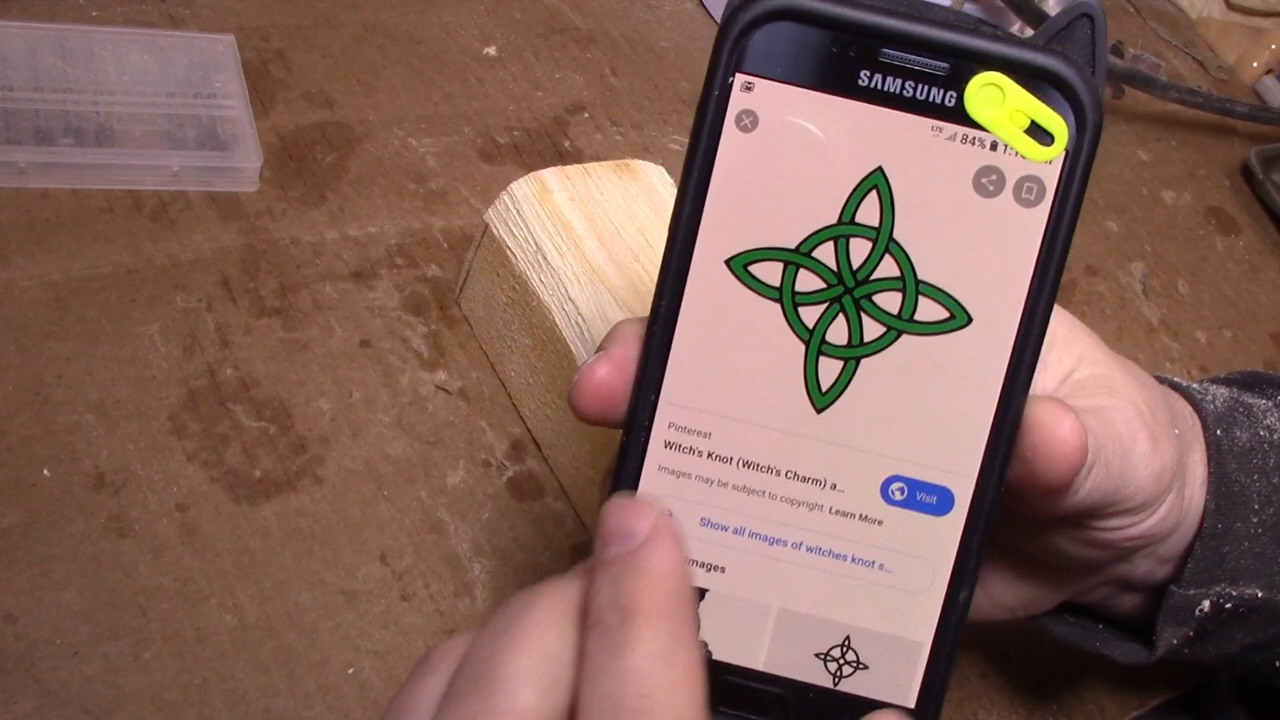 SAMSUNG
LTE 84%
Pinterest
Witch's Knot (Witch's Charm) a...
Images may be subject to copyright. Learn More
Visit
Show all images of witches knot s...
images